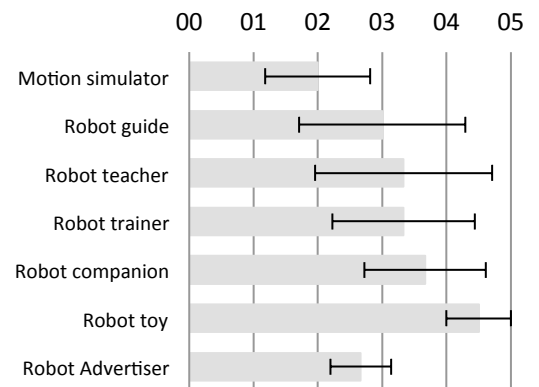 00 01 02 03 04 05
Motion simulator
Robot guide
Robot teacher
Robot trainer
Robot companion
Robot toy
Robot Advertiser